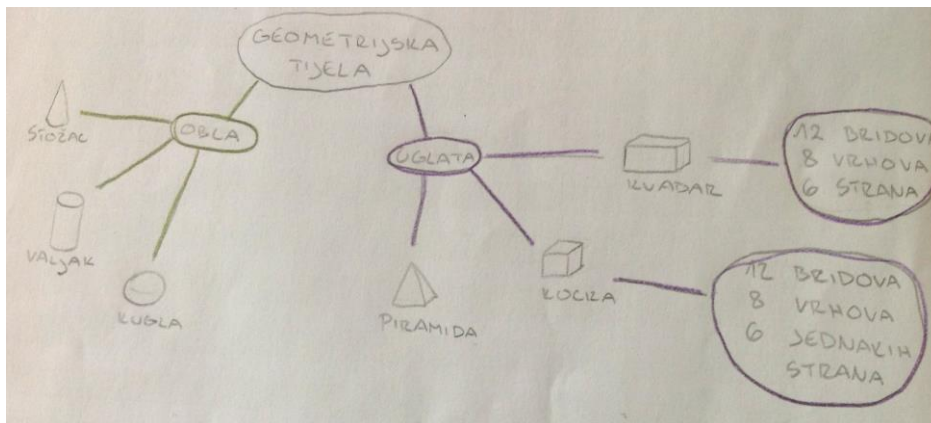 GEOMETRIJSKA
TIJELA
OBLA
STOŽAC
VALJAK
KUGLA
UGLATA
PIRAMIDA
KOCKA
KVADAR
12 BRIDOVA
8 VRHOVA
6 STRANA
12 BRIDOVA
8 VRHOVA
6 JEDNAKIH
STRANA